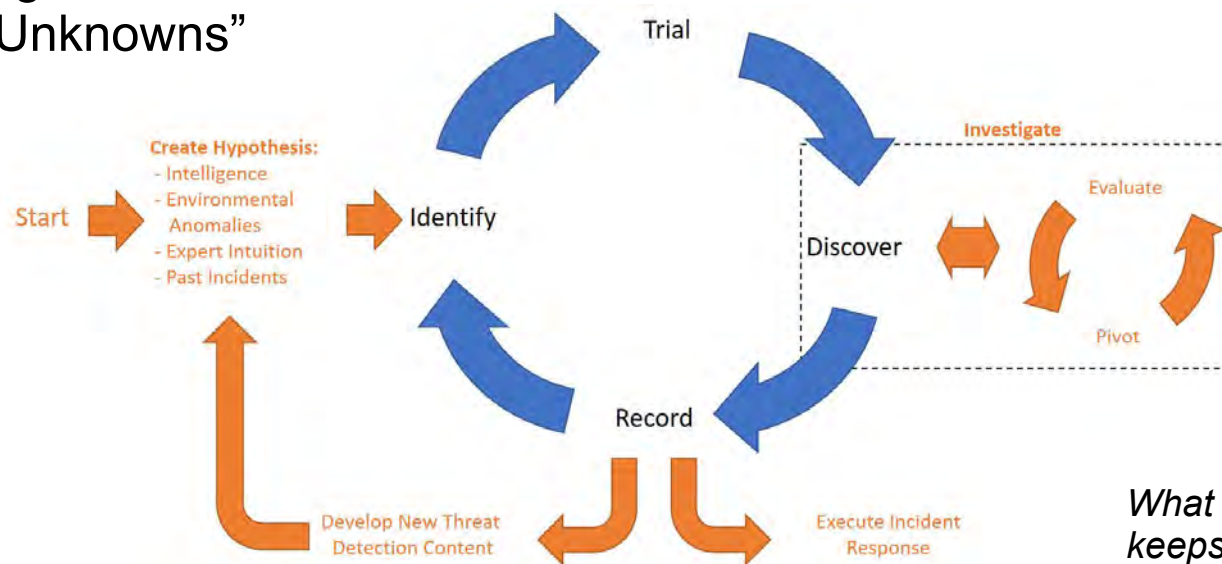 Unknowns”
Trial
Investigate
Create Hypothesis:
- Intelligence
- Environmental
Anomalies
- Expert Intuition
- Past Incidents
Start
Identify
Evaluate
Discover
Pivot
Record
Develop New Threat
Detection Content
Execute Incident
Response
What
keeps